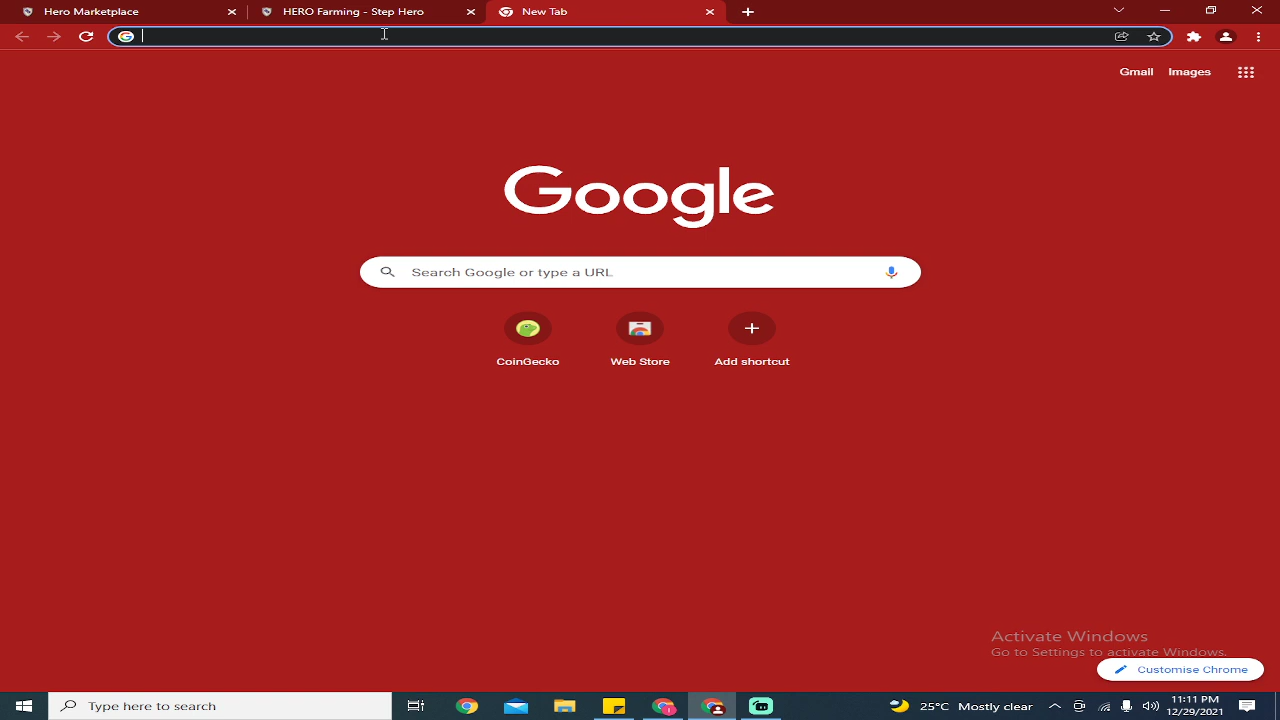 Hero Marketplace
HERO Farming - Step Hero
New Tab
Gmail Images
Google
Search Google or type a URL
CoinGecko
Web Store
Add shortcut
Activate Windows
Go to Settings to activate Windows.
Customise Chrome
Type here to search
25°C Mostly clear
11:11 PM
12/29/2021